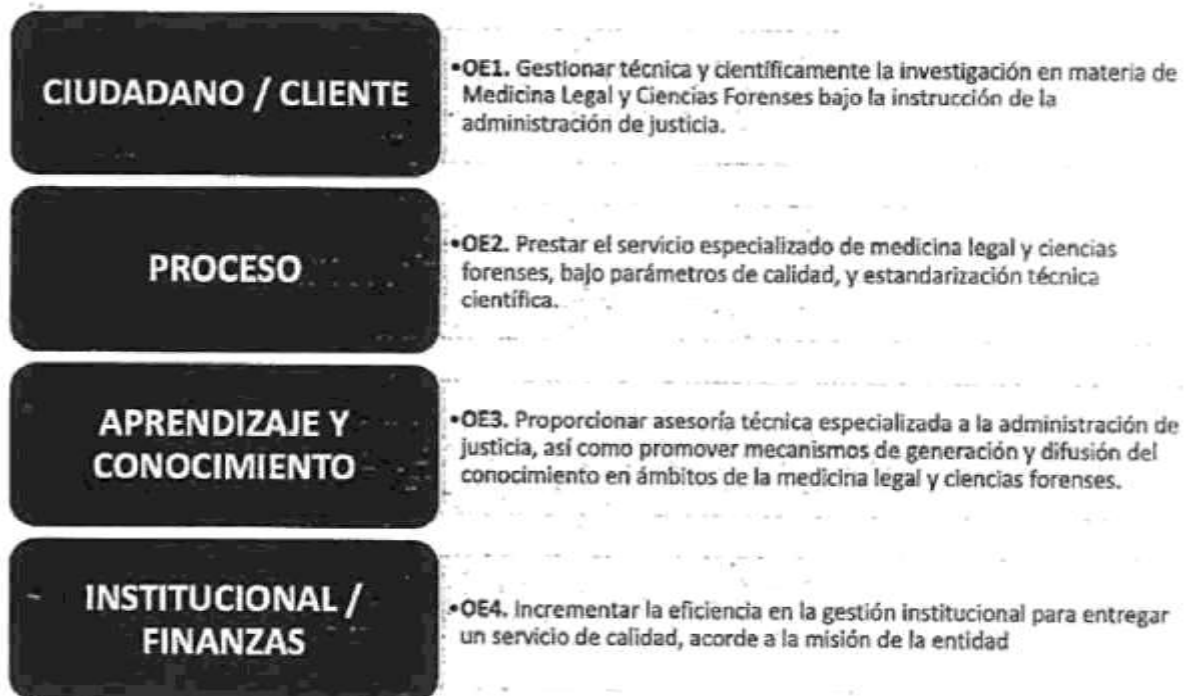 CIUDADANO / CLIENTE
•OE1. Gestionar técnica y científicamente la investigación en materia de
Medicina Legal y Ciencias Forenses bajo la instrucción de la
administración de justicia.
PROCESO
•OE2. Prestar el servicio especializado de medicina legal y ciencias
forenses, bajo parámetros de calidad, y estandarización técnica
científica.
APRENDIZAJE Y
CONOCIMIENTO
•OE3. Proporcionar asesoría técnica especializada a la administración de
justicia, así como promover mecanismos de generación y difusión del
conocimiento en ámbitos de la medicina legal y ciencias forenses.
INSTITUCIONAL /
FINANZAS
•OE4. Incrementar la eficiencia en la gestión institucional para entregar
un servicio de calidad, acorde a la misión de la entidad